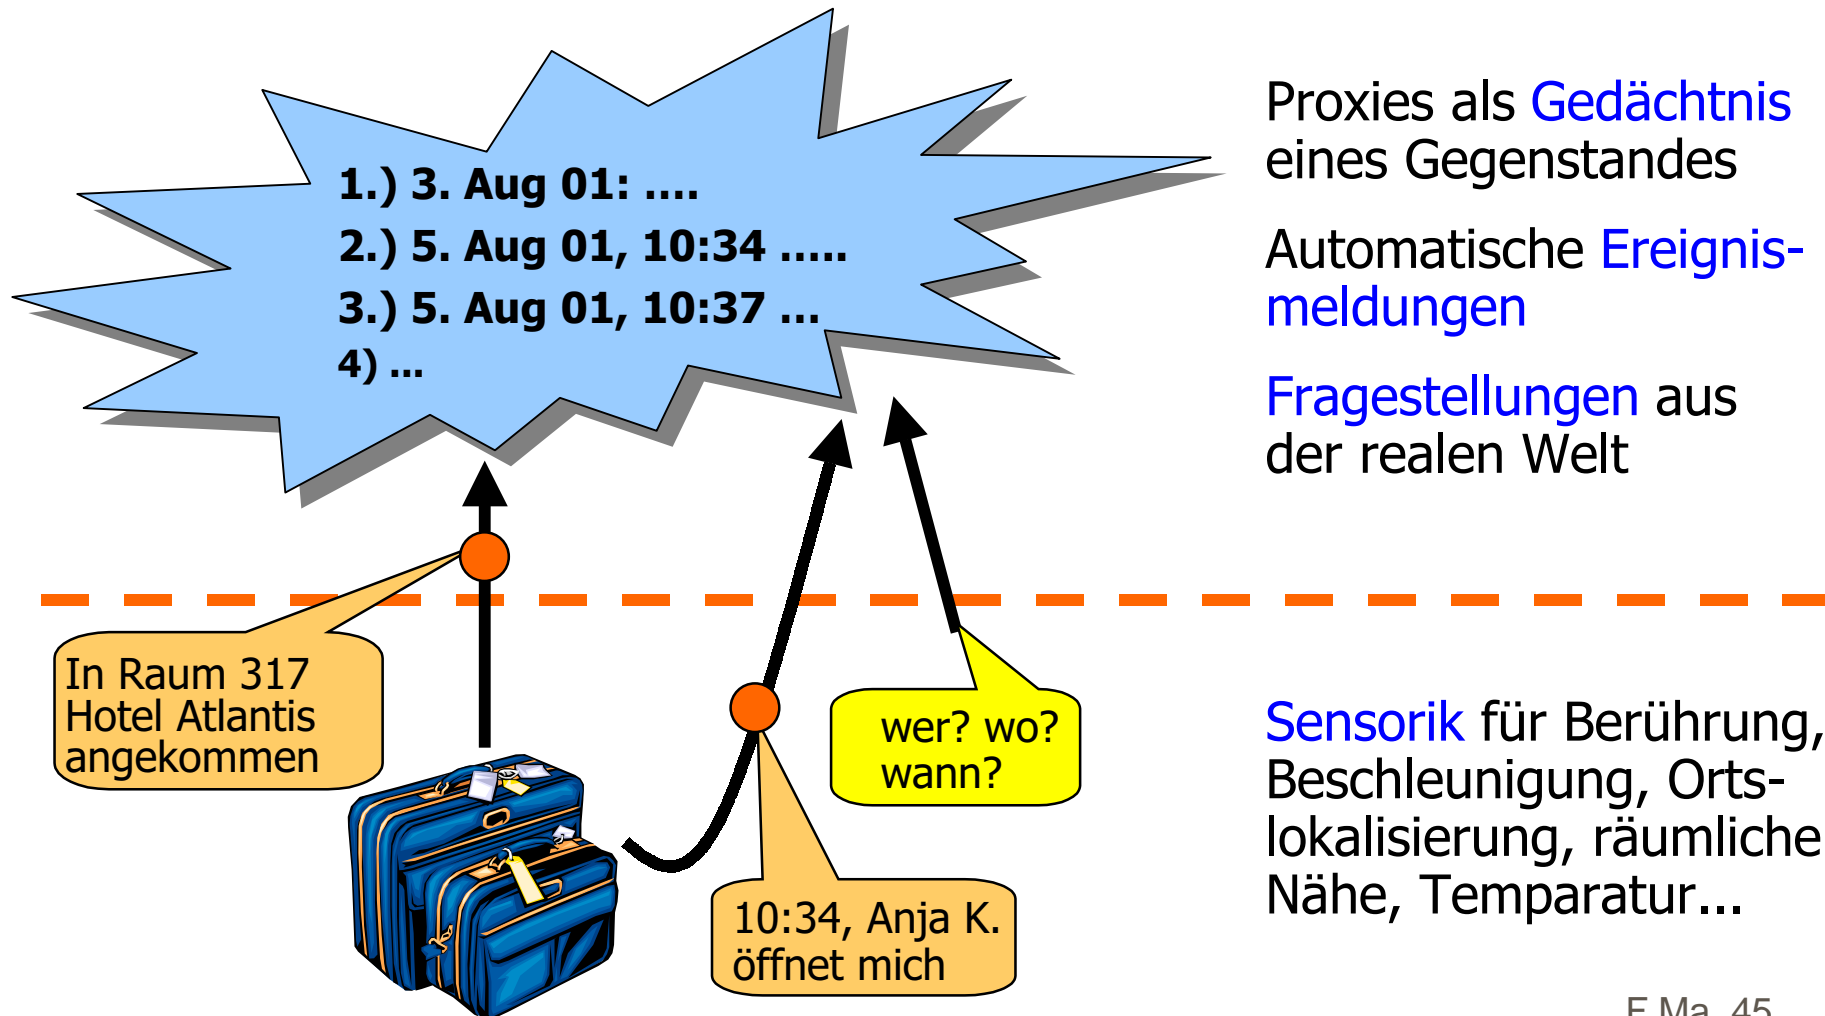 1.) 3. Aug 01: ....
2.) 5. Aug 01, 10:34 .....
3.) 5. Aug 01, 10:37 ...
4) ...
Proxies als Gedächtnis
eines Gegenstandes
Automatische Ereignis-
meldungen
Fragestellungen aus
der realen Welt
In Raum 317
Hotel Atlantis
angekommen
wer? wo?
wann?
10:34, Anja K.
öffnet mich
Sensorik für Berührung,
Beschleunigung, Orts-
lokalisierung, räumliche
Nähe, Temparatur...
F.Ma. 45